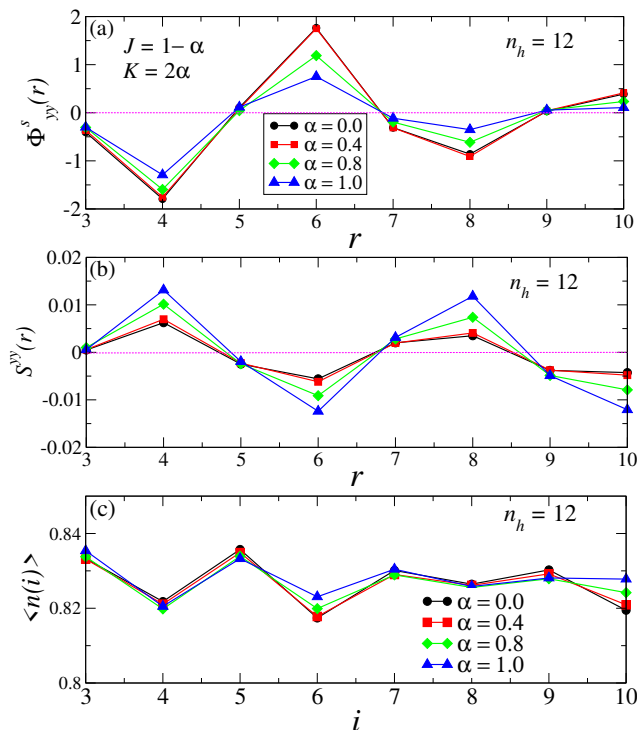 (a)
J = 1– α
K = 2α
n_h = 12
Φ^s_yy(r)
2
1
0
-1
-2
α = 0.0
α = 0.4
α = 0.8
α = 1.0
3 4 5 6 7 8 9 10
r
(b)
n_h = 12
S^yy(r)
0.02
0.01
0
-0.01
-0.02
3 4 5 6 7 8 9 10
r
(c)
n_h = 12
<n(i)>
0.84
0.82
0.8
α = 0.0
α = 0.4
α = 0.8
α = 1.0
3 4 5 6 7 8 9 10
i